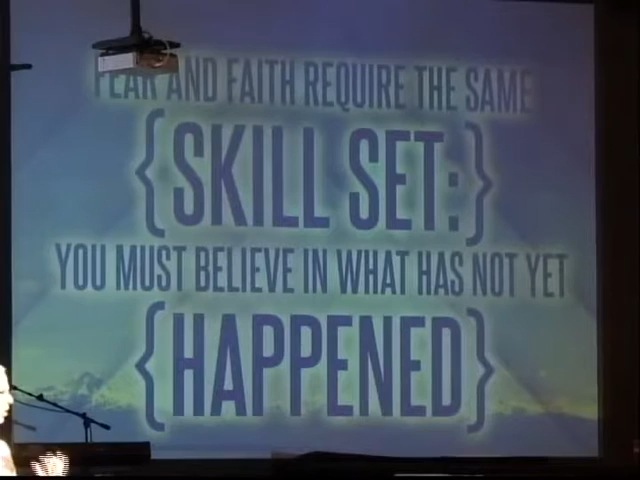 FEAR AND FAITH REQUIRE THE SAME
{SKILL SET:}
YOU MUST BELIEVE IN WHAT HAS NOT YET
{HAPPENED}